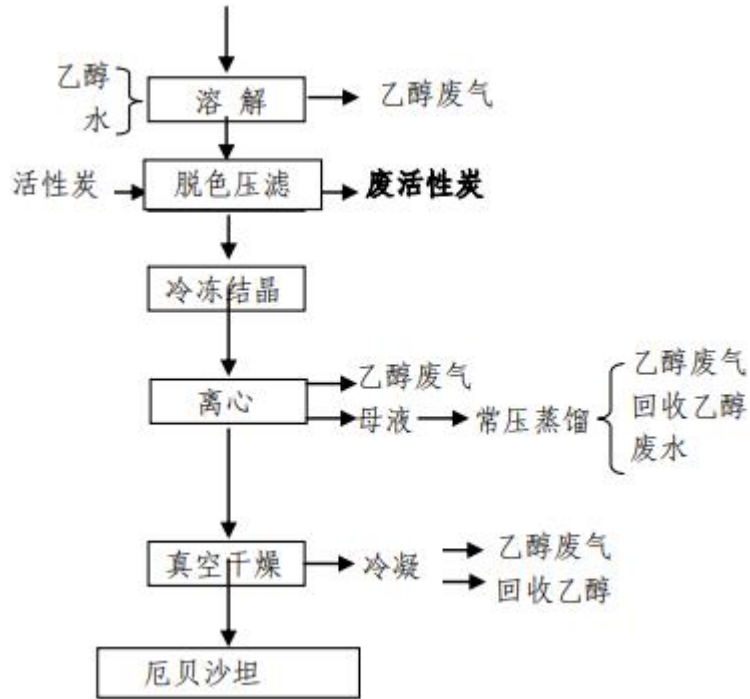 乙醇
水
溶 解
乙醇废气
活性炭
脱色压滤
废活性炭
冷冻结晶
离心
乙醇废气
母液
常压蒸馏
乙醇废气
回收乙醇
废水
真空干燥
冷凝
乙醇废气
回收乙醇
厄贝沙坦